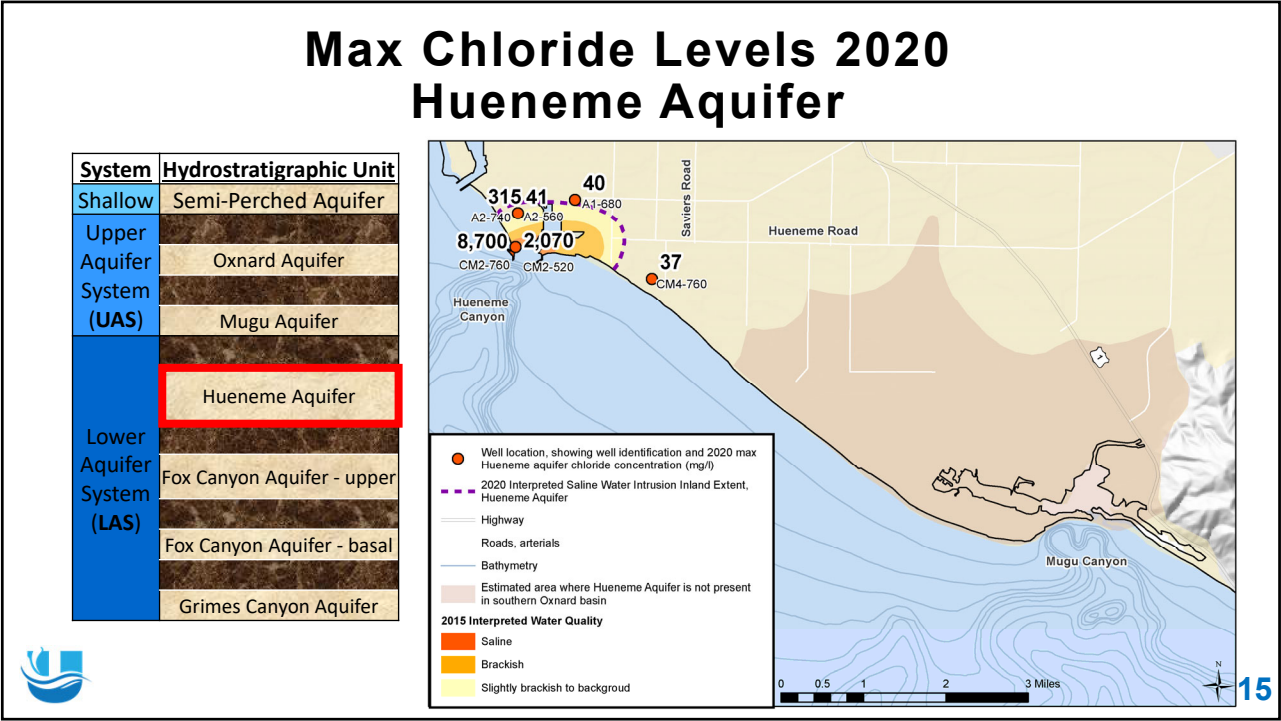 Max Chloride Levels 2020
Hueneme Aquifer
System Hydrostratigraphic Unit
Shallow Semi-Perched Aquifer
Upper
Aquifer
System
(UAS)
Oxnard Aquifer
Mugu Aquifer
Lower
Aquifer
System
(LAS)
Hueneme Aquifer
Fox Canyon Aquifer - upper
Fox Canyon Aquifer - basal
Grimes Canyon Aquifer
40
A1-680
315 41
A2-740 A2-560
8,700 2,070
CM2-760 CM2-520
37
CM4-760
Saviers Road
Hueneme Road
Hueneme
Canyon
1
Mugu Canyon
Well location, showing well identification and 2020 max
Hueneme aquifer chloride concentration (mg/l)
2020 Interpreted Saline Water Intrusion Inland Extent,
Hueneme Aquifer
Highway
Roads, arterials
Bathymetry
Estimated area where Hueneme Aquifer is not present
in southern Oxnard basin
2015 Interpreted Water Quality
Saline
Brackish
Slightly brackish to backgroud
0 0.5 1 2 3 Miles
N
15